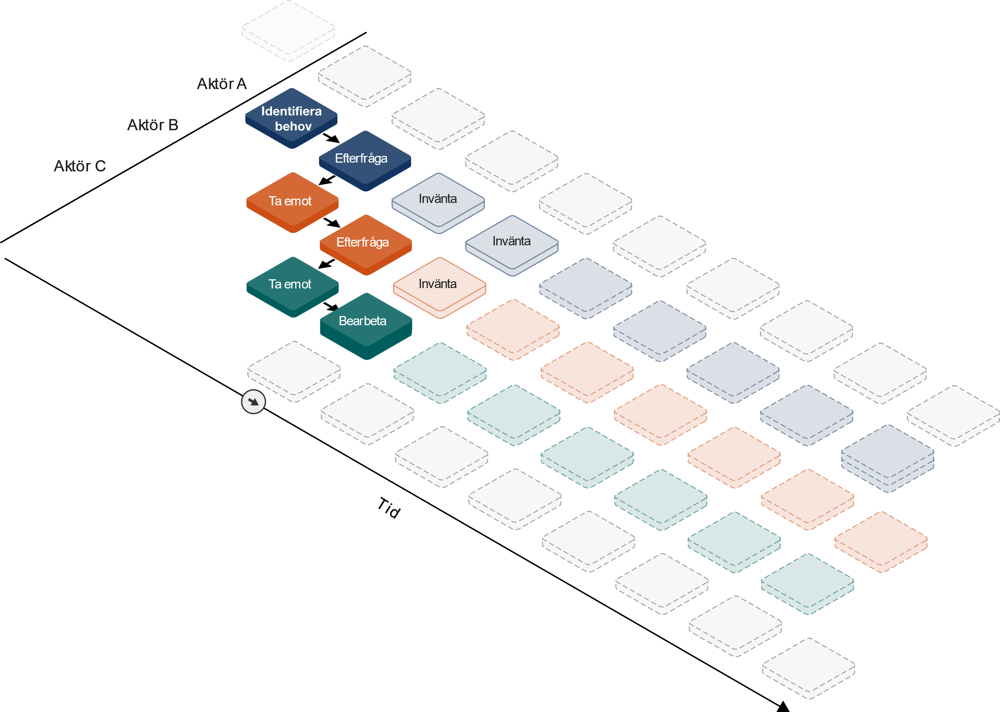 Aktör A
Aktör B
Aktör C
Identifiera
behov
Efterfråga
Ta emot
Invänta
Efterfråga
Invänta
Ta emot
Invänta
Bearbeta
Tid